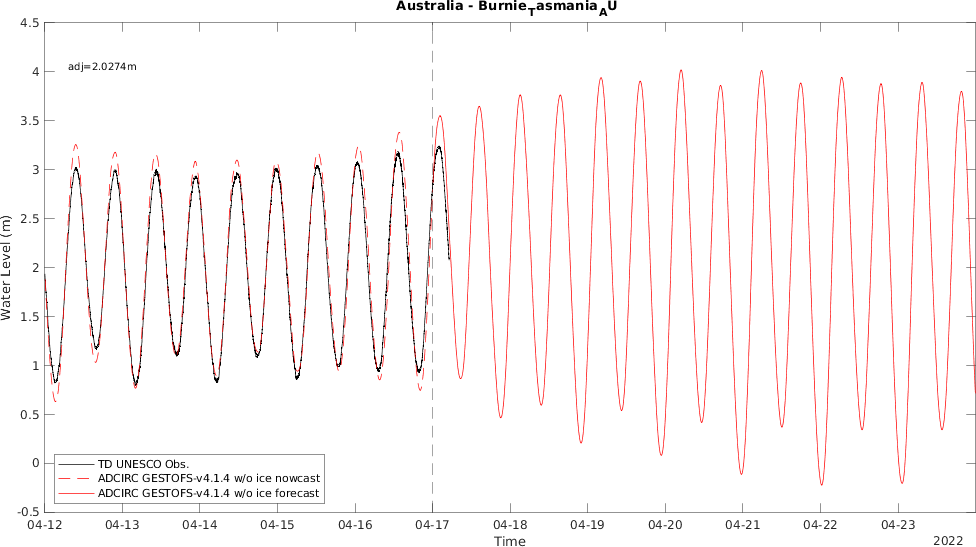 Australia - Burnie_Tasmania_AU
4.5
4
3.5
3
2.5
2
1.5
1
0.5
0
-0.5
Water Level (m)
adj=2.0274m
TD UNESCO Obs.
ADCIRC GESTOFS-v4.1.4 w/o ice nowcast
ADCIRC GESTOFS-v4.1.4 w/o ice forecast
04-12 04-13 04-14 04-15 04-16 04-17 04-18 04-19 04-20 04-21 04-22 04-23
Time
2022